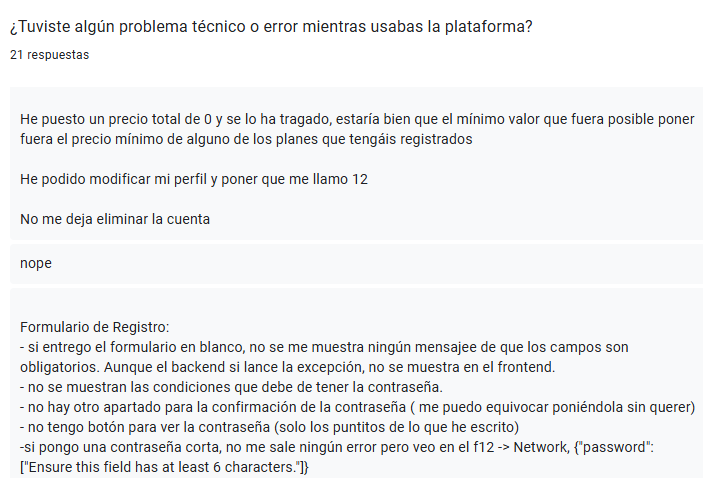 ¿Tuviste algún problema técnico o error mientras usabas la plataforma?
21 respuestas
He puesto un precio total de 0 y se lo ha tragado, estaría bien que el mínimo valor que fuera posible poner
fuera el precio mínimo de alguno de los planes que tengáis registrados
He podido modificar mi perfil y poner que me llamo 12
No me deja eliminar la cuenta
nope
Formulario de Registro:
- si entrego el formulario en blanco, no se me muestra ningún mensajee de que los campos son
obligatorios. Aunque el backend si lance la excepción, no se muestra en el frontend.
- no se muestran las condiciones que debe de tener la contraseña.
- no hay otro apartado para la confirmación de la contraseña ( me puedo equivocar poniéndola sin querer)
- no tengo botón para ver la contraseña (solo los puntitos de lo que he escrito)
-si pongo una contraseña corta, no me sale ningún error pero veo en el f12 -> Network, {"password":
["Ensure this field has at least 6 characters."]}